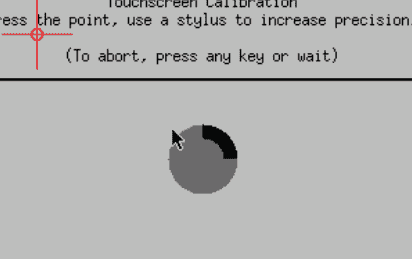 Touchscreen Calibration
ress the point, use a stylus to increase precision.
(To abort, press any key or wait)